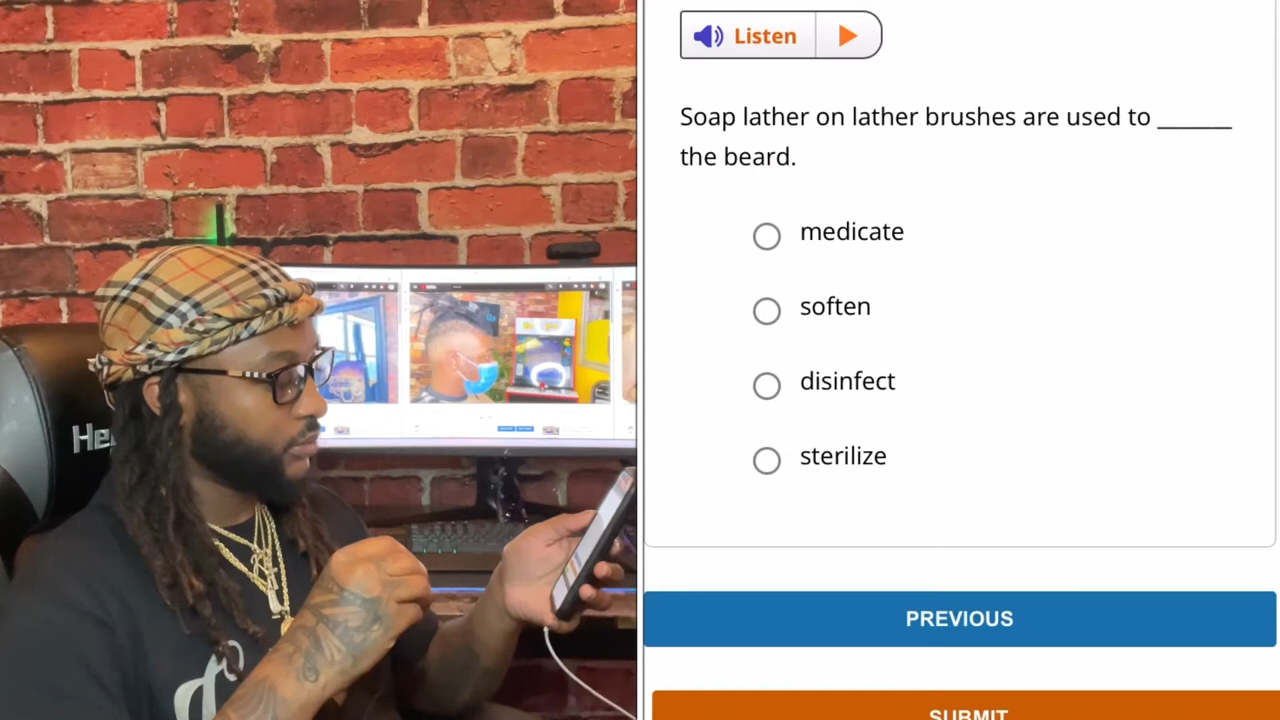 Listen
Soap lather on lather brushes are used to _______
the beard.
medicate
soften
disinfect
sterilize
PREVIOUS
SUBMIT
He